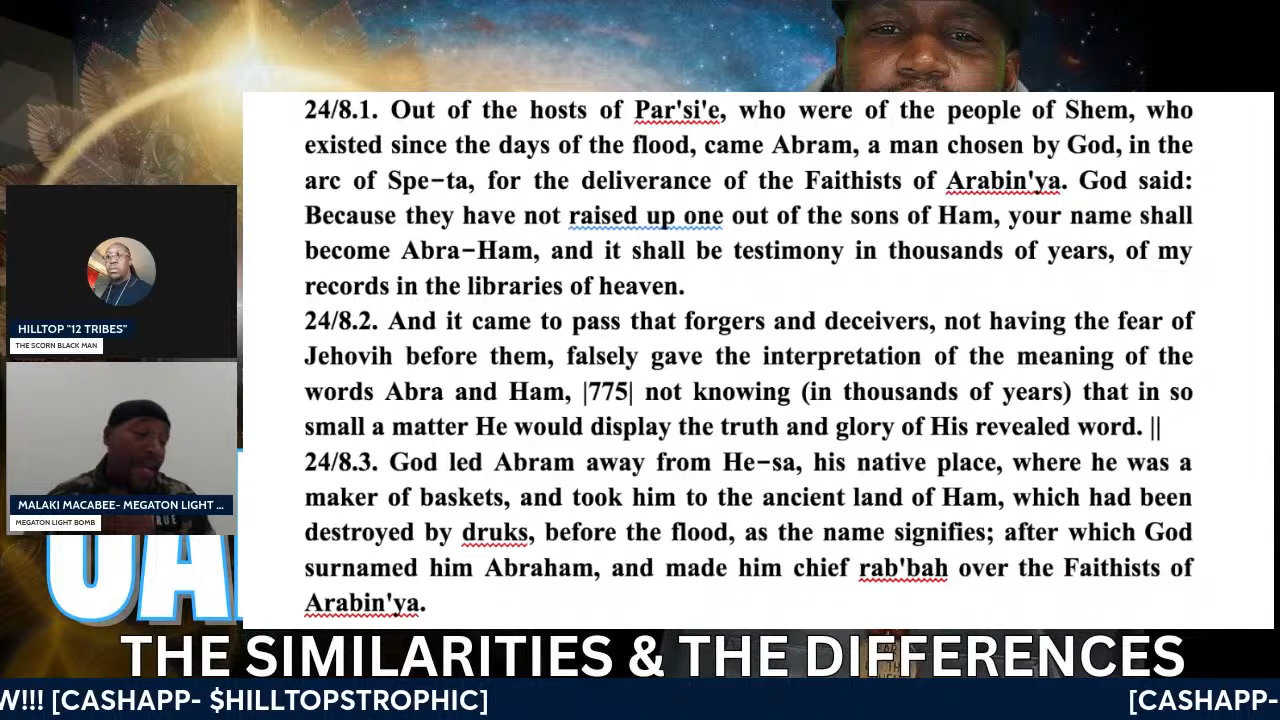 24/8.1. Out of the hosts of Par'si'e, who were of the people of Shem, who
existed since the days of the flood, came Abram, a man chosen by God, in the
arc of Spe–ta, for the deliverance of the Faithists of Arabin'ya. God said:
Because they have not raised up one out of the sons of Ham, your name shall
become Abra–Ham, and it shall be testimony in thousands of years, of my
records in the libraries of heaven.
24/8.2. And it came to pass that forgers and deceivers, not having the fear of
Jehovih before them, falsely gave the interpretation of the meaning of the
words Abra and Ham, |775| not knowing (in thousands of years) that in so
small a matter He would display the truth and glory of His revealed word. ||
24/8.3. God led Abram away from He–sa, his native place, where he was a
maker of baskets, and took him to the ancient land of Ham, which had been
destroyed by druks, before the flood, as the name signifies; after which God
surnamed him Abraham, and made him chief rab'bah over the Faithists of
Arabin'ya.
HILLTOP "12 TRIBES"
THE SCORN BLACK MAN
MALAKI MACABEE- MEGATON LIGHT ...
MEGATON LIGHT BOMB
THE SIMILARITIES & THE DIFFERENCES
W!!! [CASHAPP- $HILLTOPSTROPHIC]
[CASHAPP-